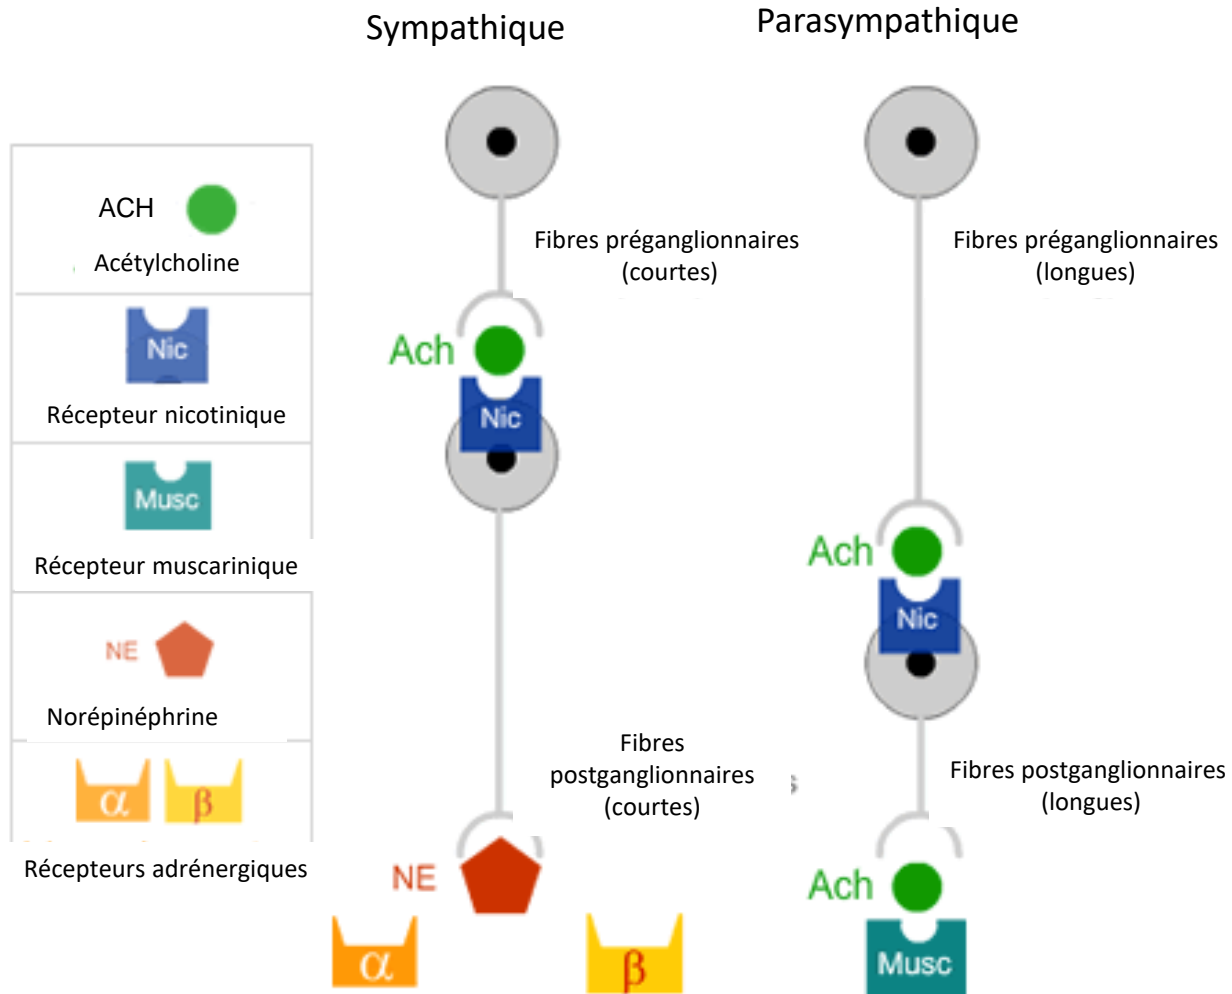 Sympathique
Parasympathique
ACH
Acétylcholine
Nic
Récepteur nicotinique
Musc
Récepteur muscarinique
NE
Norépinéphrine
α
β
Récepteurs adrénergiques
Fibres préganglionnaires
(courtes)
Ach
Nic
Fibres
postganglionnaires
(courtes)
NE
α
β
Fibres préganglionnaires
(longues)
Ach
Nic
s
Fibres postganglionnaires
(longues)
Ach
Musc